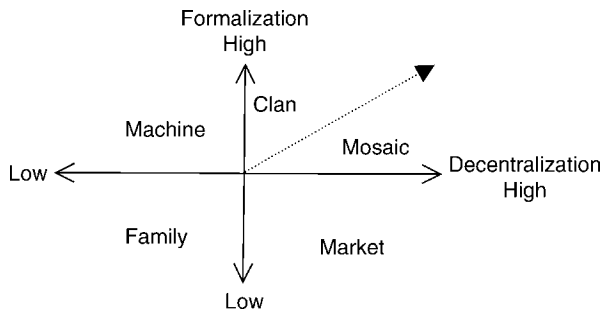 Formalization
High
Clan
Machine
Mosaic
Low
Decentralization
High
Family
Market
Low